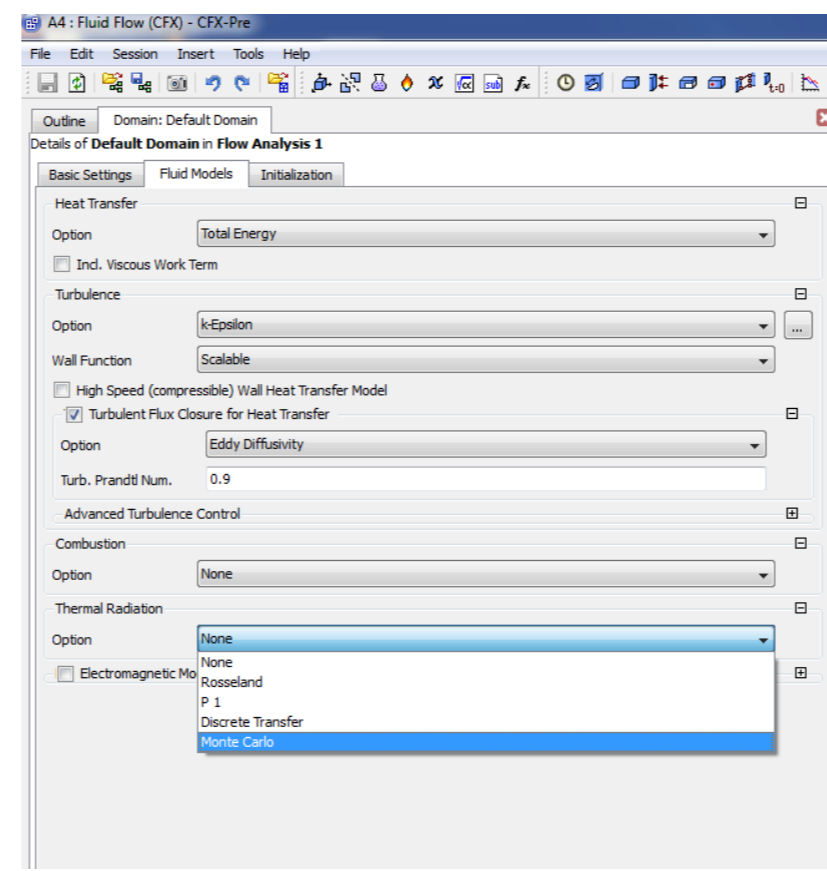 A4 : Fluid Flow (CFX) - CFX-Pre
File Edit Session Insert Tools Help
Outline Domain: Default Domain
Details of Default Domain in Flow Analysis 1
Basic Settings Fluid Models Initialization
Heat Transfer
Option Total Energy
Incl. Viscous Work Term
Turbulence
Option k-Epsilon ...
Wall Function Scalable
High Speed (compressible) Wall Heat Transfer Model
Turbulent Flux Closure for Heat Transfer
Option Eddy Diffusivity
Turb. Prandtl Num. 0.9
Advanced Turbulence Control
Combustion
Option None
Thermal Radiation
Option None
None
Electromagnetic Mo
Rosseland
P 1
Discrete Transfer
Monte Carlo